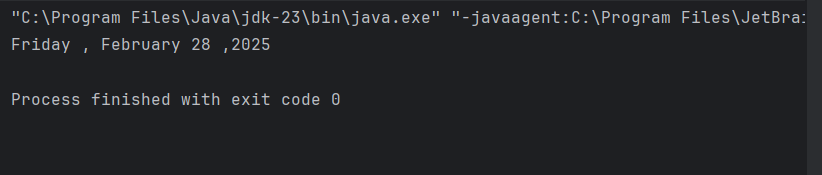 "C:\Program Files\Java\jdk-23\bin\java.exe" "-javaagent:C:\Program Files\JetBrai
Friday , February 28 ,2025
Process finished with exit code 0